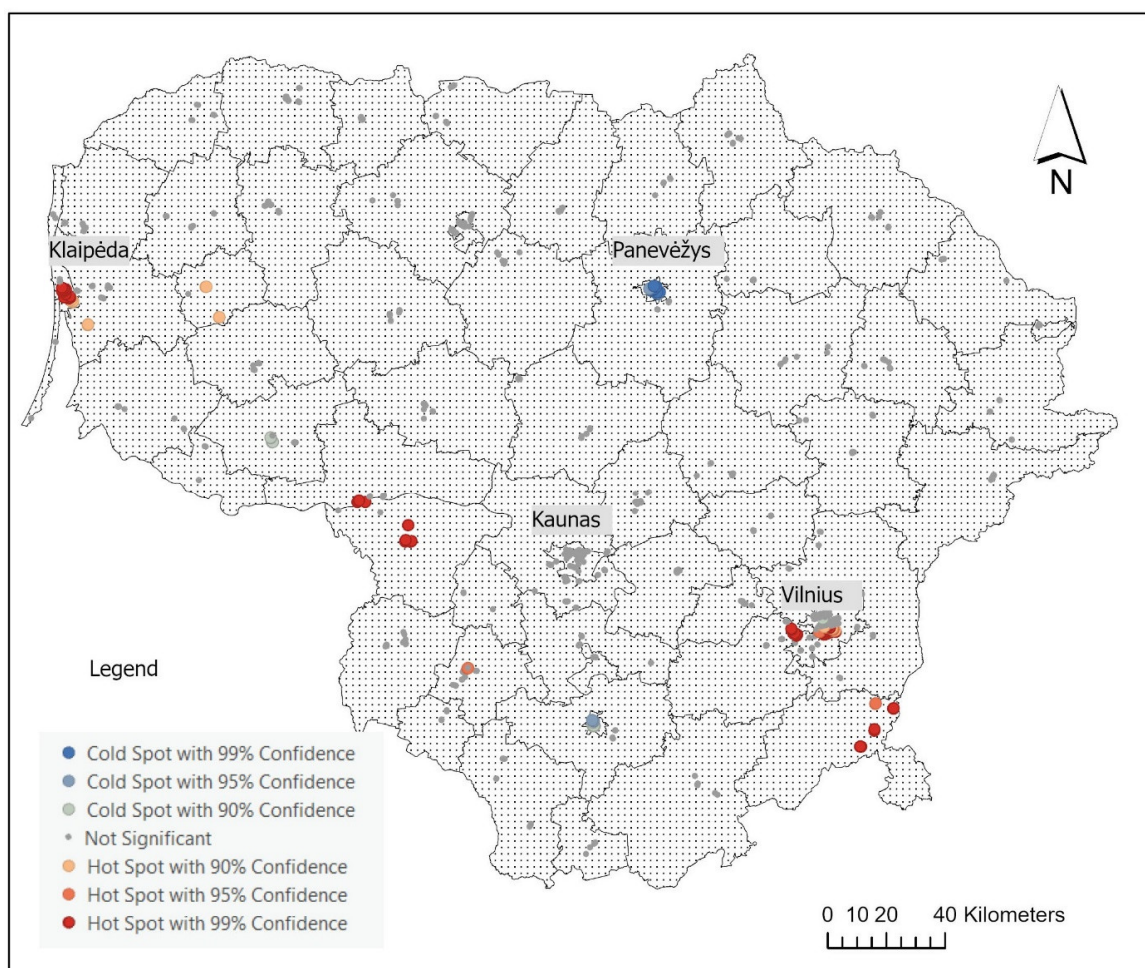 N
Klaipėda
Panevėžys
Kaunas
Vilnius
Legend
Cold Spot with 99% Confidence
Cold Spot with 95% Confidence
Cold Spot with 90% Confidence
Not Significant
Hot Spot with 90% Confidence
Hot Spot with 95% Confidence
Hot Spot with 99% Confidence
0 10 20 40 Kilometers